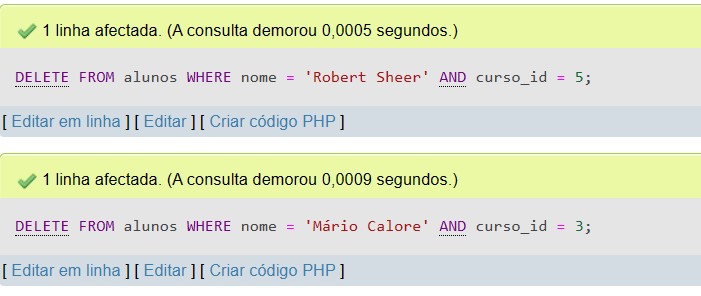 1 linha afectada. (A consulta demorou 0,0005 segundos.)
DELETE FROM alunos WHERE nome = 'Robert Sheer' AND curso_id = 5;
[ Editar em linha ] [ Editar ] [ Criar código PHP ]
1 linha afectada. (A consulta demorou 0,0009 segundos.)
DELETE FROM alunos WHERE nome = 'Mário Calore' AND curso_id = 3;
[ Editar em linha ] [ Editar ] [ Criar código PHP ]